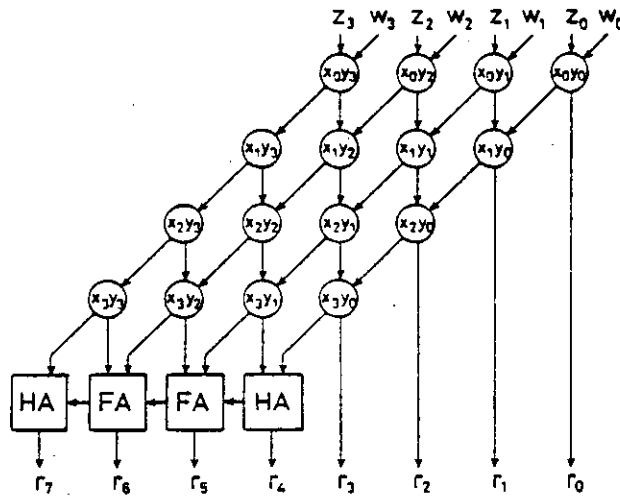 Z₃ W₃ Z₂ W₂ Z₁ W₁ Z₀ W₀
x₀y₃ x₀y₂ x₀y₁ x₀y₀
x₁y₃ x₁y₂ x₁y₁ x₁y₀
x₂y₃ x₂y₂ x₂y₁ x₂y₀
x₃y₃ x₃y₂ x₃y₁ x₃y₀
HA FA FA HA
r₇ r₆ r₅ r₄ r₃ r₂ r₁ r₀